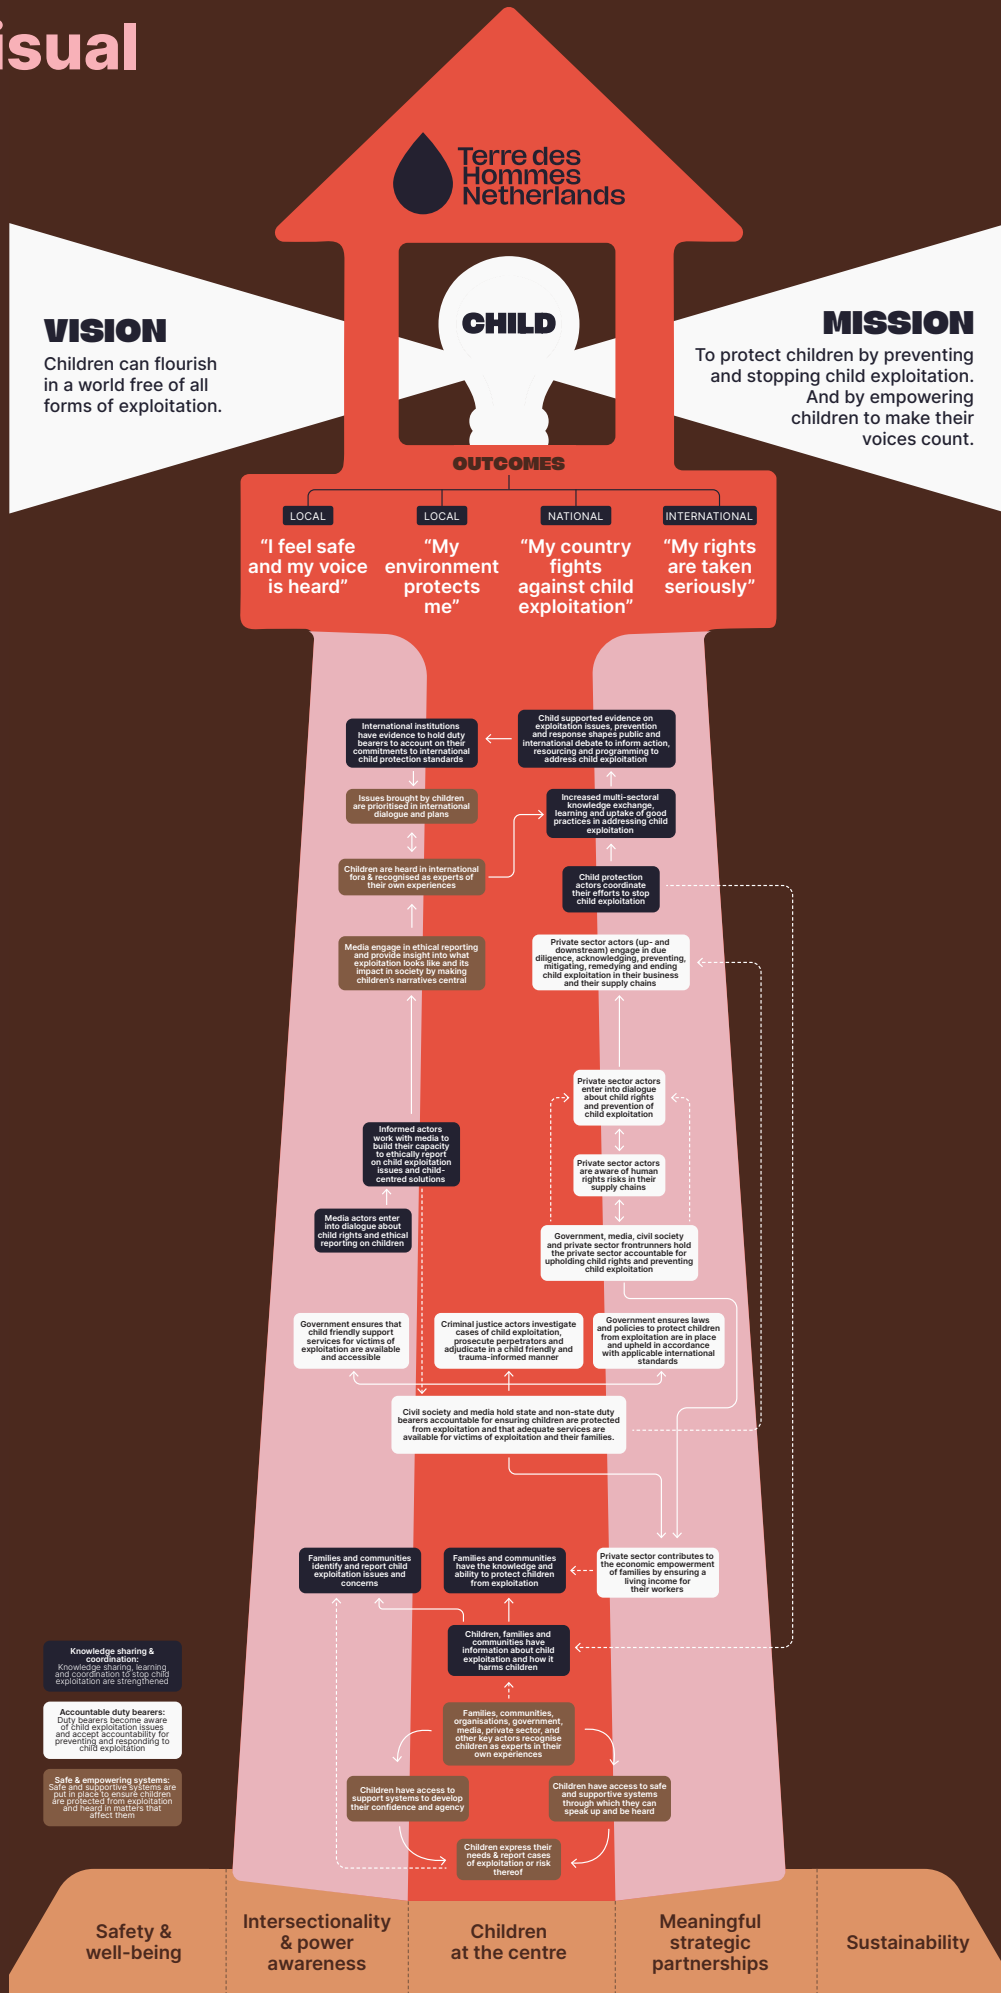 isual
Terre des
Hommes
Netherlands
VISION
Children can flourish
in a world free of all
forms of exploitation.
CHILD
MISSION
To protect children by preventing
and stopping child exploitation.
And by empowering
children to make their
voices count.
OUTCOMES
LOCAL
“I feel safe
and my voice
is heard”
LOCAL
“My
environment
protects
me”
NATIONAL
“My country
fights
against child
exploitation”
INTERNATIONAL
“My rights
are taken
seriously”
International institutions
have evidence to hold duty
bearers to account on their
commitments to international
child protection standards
Child supported evidence on
exploitation issues, prevention
and response shapes public and
international debate to inform action,
resourcing and programming to
address child exploitation
Issues brought by children
are prioritised in international
dialogue and plans
Increased multi-sectoral
knowledge exchange,
learning and uptake of good
practices in addressing child
exploitation
Children are heard in international
fora & recognised as experts of
their own experiences
Child protection
actors coordinate
their efforts to stop
child exploitation
Media engage in ethical reporting
and provide insight into what
exploitation looks like and its
impact in society by making
children’s narratives central
Private sector actors (up- and
downstream) engage in due
diligence, acknowledging, preventing,
mitigating, remedying and ending
child exploitation in their business
and their supply chains
Private sector actors
enter into dialogue
about child rights
and prevention of
child exploitation
Informed actors
work with media to
build their capacity
to ethically report
on child exploitation
issues and child-
centred solutions
Private sector actors
are aware of human
rights risks in their
supply chains
Media actors enter
into dialogue about
child rights and ethical
reporting on children
Government, media, civil society
and private sector frontrunners hold
the private sector accountable for
upholding child rights and preventing
child exploitation
Government ensures that
child friendly support
services for victims of
exploitation are available
and accessible
Criminal justice actors investigate
cases of child exploitation,
prosecute perpetrators and
adjudicate in a child friendly and
trauma-informed manner
Government ensures laws
and policies to protect children
from exploitation are in place
and upheld in accordance
with applicable international
standards
Civil society and media hold state and non-state duty
bearers accountable for ensuring children are protected
from exploitation and that adequate services are
available for victims of exploitation and their families.
Families and communities
identify and report child
exploitation issues and
concerns
Families and communities
have the knowledge and
ability to protect children
from exploitation
Private sector contributes to
the economic empowerment
of families by ensuring a
living income for
their workers
Children, families and
communities have
information about child
exploitation and how it
harms children
Knowledge sharing &
coordination:
Knowledge sharing, learning
and coordination to stop child
exploitation are strengthened
Accountable duty bearers:
Duty bearers become aware
of child exploitation issues
and accept accountability for
preventing and responding to
child exploitation
Safe & empowering systems:
Safe and supportive systems are
put in place to ensure children
are protected from exploitation
and heard in matters that
affect them
Families, communities,
organisations, government,
media, private sector, and
other key actors recognise
children as experts in their
own experiences
Children have access to
support systems to develop
their confidence and agency
Children have access to safe
and supportive systems
through which they can
speak up and be heard
Children express their
needs & report cases
of exploitation or risk
thereof
Safety &
well-being
Intersectionality
& power
awareness
Children
at the centre
Meaningful
strategic
partnerships
Sustainability